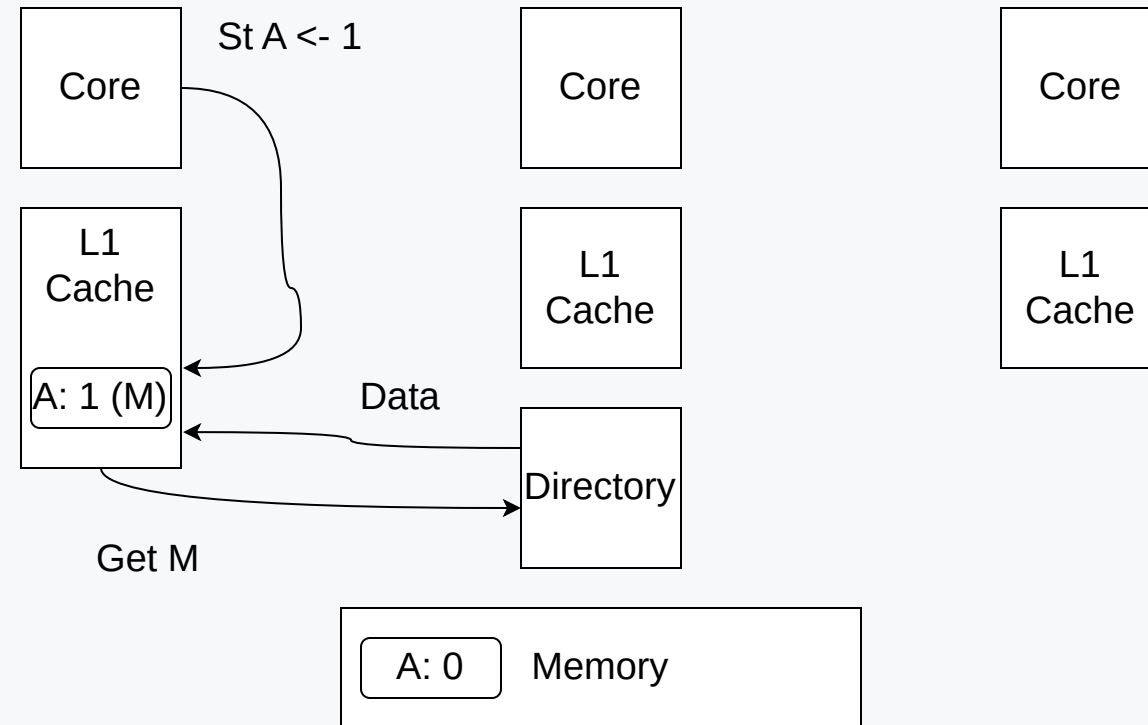 St A <- 1
Core
Core
Core
L1
Cache
L1
Cache
L1
Cache
A: 1 (M)
Data
Directory
Get M
A: 0
Memory